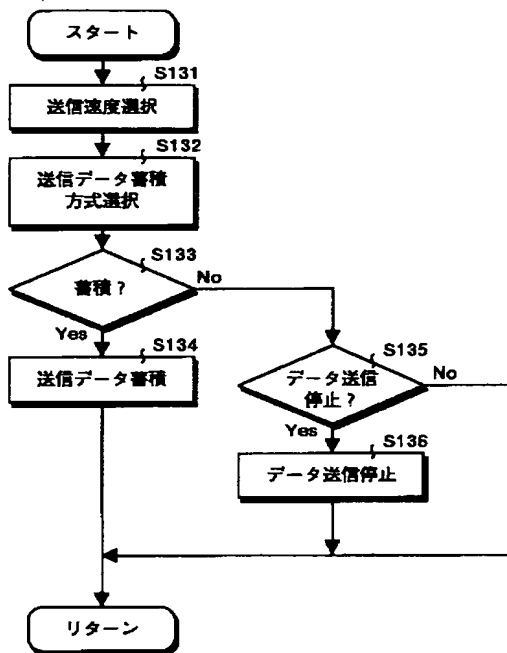 スタート
S131
送信速度選択
S132
送信データ蓄積
方式選択
S133
蓄積?
No
Yes
S134
送信データ蓄積
S135
データ送信
停止?
No
Yes
S136
データ送信停止
リターン